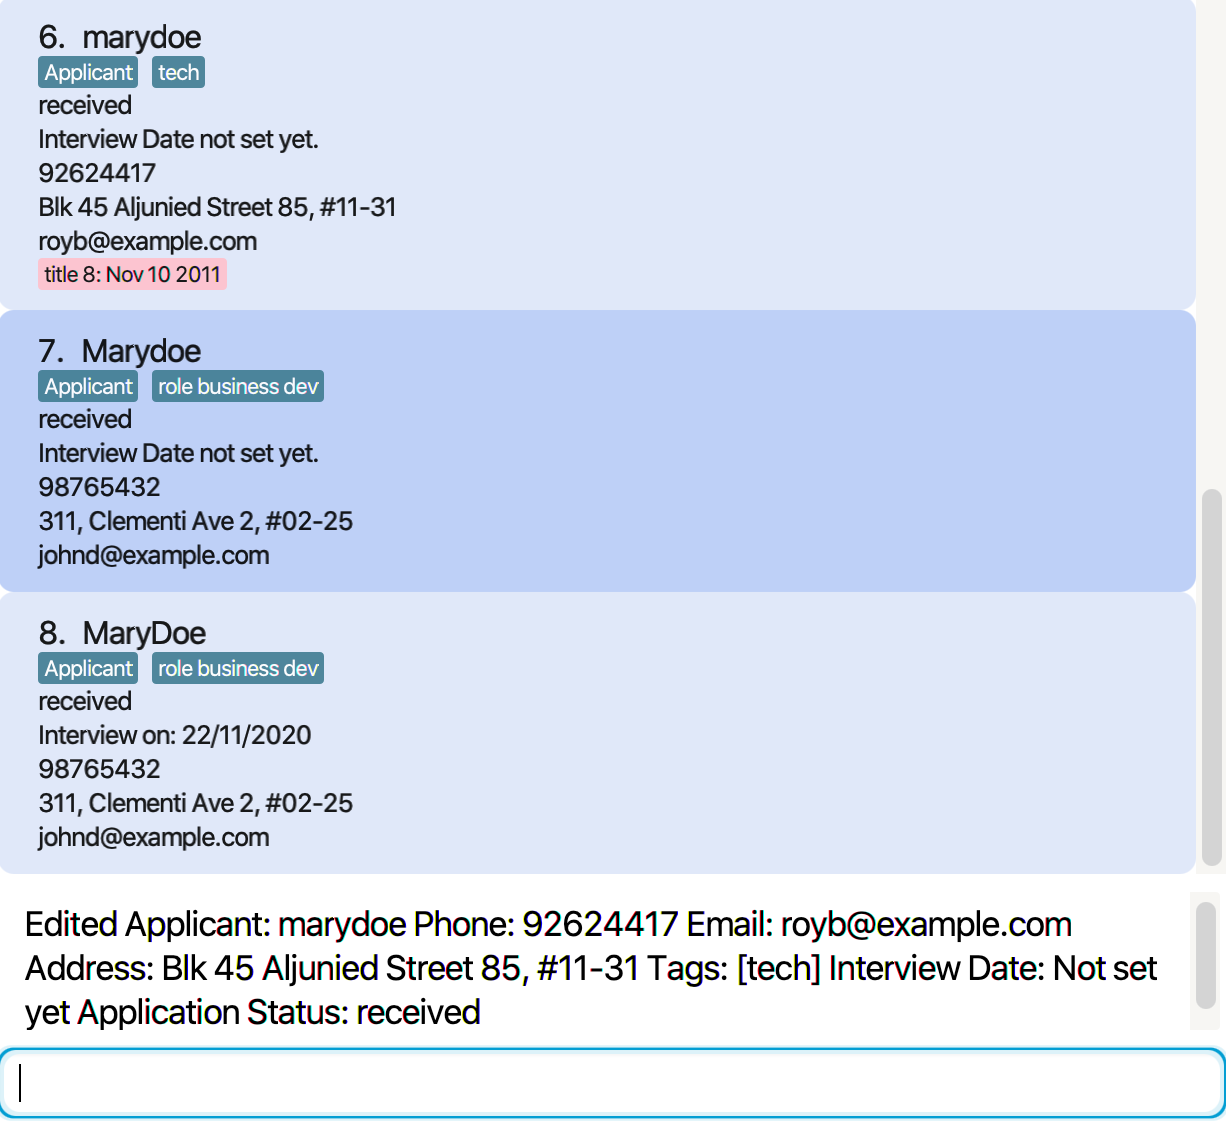 6. marydoe
Applicant tech
received
Interview Date not set yet.
92624417
Blk 45 Aljunied Street 85, #11-31
royb@example.com
title 8: Nov 10 2011
7. Marydoe
Applicant role business dev
received
Interview Date not set yet.
98765432
311, Clementi Ave 2, #02-25
johnd@example.com
8. MaryDoe
Applicant role business dev
received
Interview on: 22/11/2020
98765432
311, Clementi Ave 2, #02-25
johnd@example.com
Edited Applicant: marydoe Phone: 92624417 Email: royb@example.com
Address: Blk 45 Aljunied Street 85, #11-31 Tags: [tech] Interview Date: Not set
yet Application Status: received